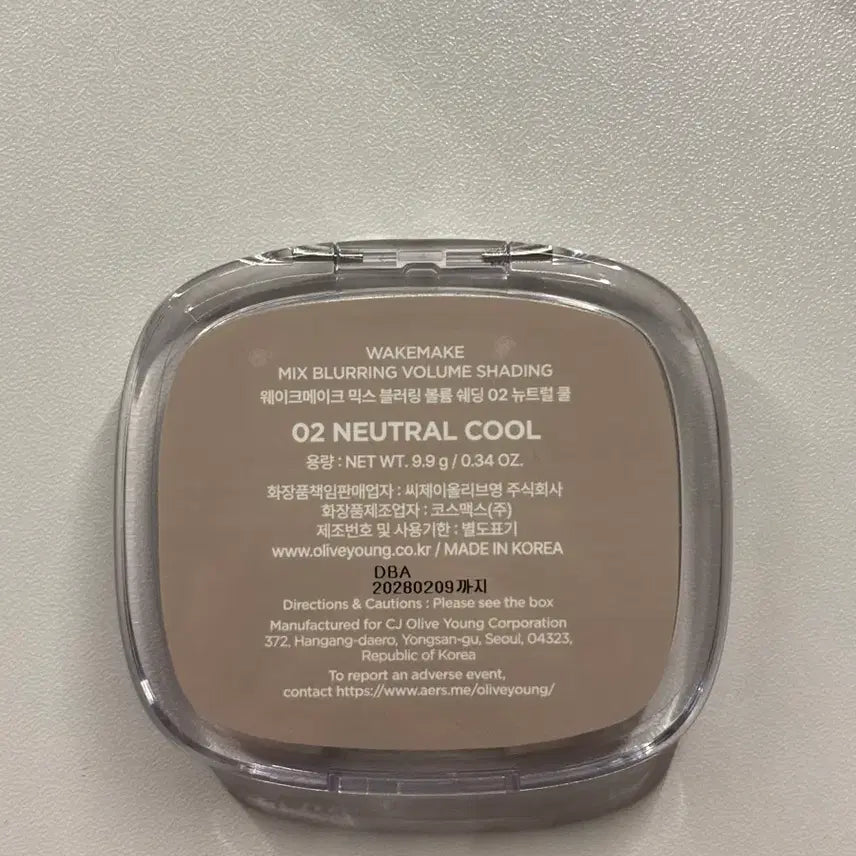 WAKEMAKE
MIX BLURRING VOLUME SHADING
웨이크메이크 믹스 블러링 볼륨 쉐딩 02 뉴트럴 쿨
02 NEUTRAL COOL
용량 : NET WT. 9.9 g / 0.34 OZ.
화장품책임판매업자 : 씨제이올리브영 주식회사
화장품제조업자 : 코스맥스(주)
제조번호 및 사용기한 : 별도표기
www.oliveyoung.co.kr / MADE IN KOREA
DBA
20280209까지
Directions & Cautions : Please see the box
Manufactured for CJ Olive Young Corporation
372, Hangang-daero, Yongsan-gu, Seoul, 04323,
Republic of Korea
To report an adverse event,
contact https://www.aers.me/oliveyoung/